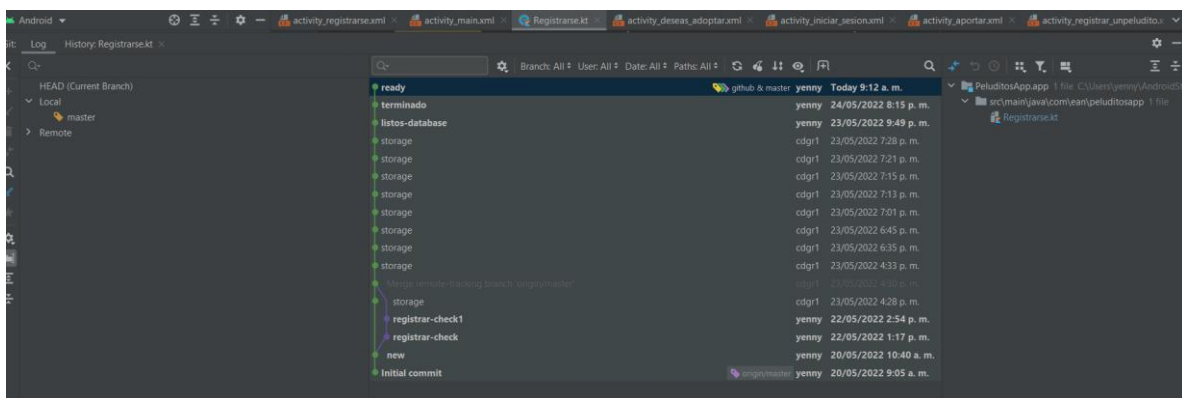 Android activity_registrarse.xml activity_main.xml Registrarse.kt activity_deseas_adoptar.xml activity_iniciar_sesion.xml activity_aportar.xml activity_registrar_unpeludito.x
Git: Log History: Registrarse.kt
Branch: All User: All Date: All Paths: All
HEAD (Current Branch)
Local
master
Remote
ready github & master yenny Today 9:12 a. m.
terminado yenny 24/05/2022 8:15 p. m.
listos-database yenny 23/05/2022 9:49 p. m.
storage cdgr1 23/05/2022 7:28 p. m.
storage cdgr1 23/05/2022 7:21 p. m.
storage cdgr1 23/05/2022 7:15 p. m.
storage cdgr1 23/05/2022 7:13 p. m.
storage cdgr1 23/05/2022 7:01 p. m.
storage cdgr1 23/05/2022 6:45 p. m.
storage cdgr1 23/05/2022 6:35 p. m.
storage cdgr1 23/05/2022 4:33 p. m.
Merge remote-tracking branch 'origin/master' cdgr1 23/05/2022 4:30 p. m.
storage cdgr1 23/05/2022 4:28 p. m.
registrar-check1 yenny 22/05/2022 2:54 p. m.
registrar-check yenny 22/05/2022 1:17 p. m.
new yenny 20/05/2022 10:40 a. m.
Initial commit origin/master yenny 20/05/2022 9:05 a. m.
PeluditosApp.app 1 file C:\Users\yenny\AndroidSt
src\main\java\com\ean\peluditosapp 1 file
Registrarse.kt